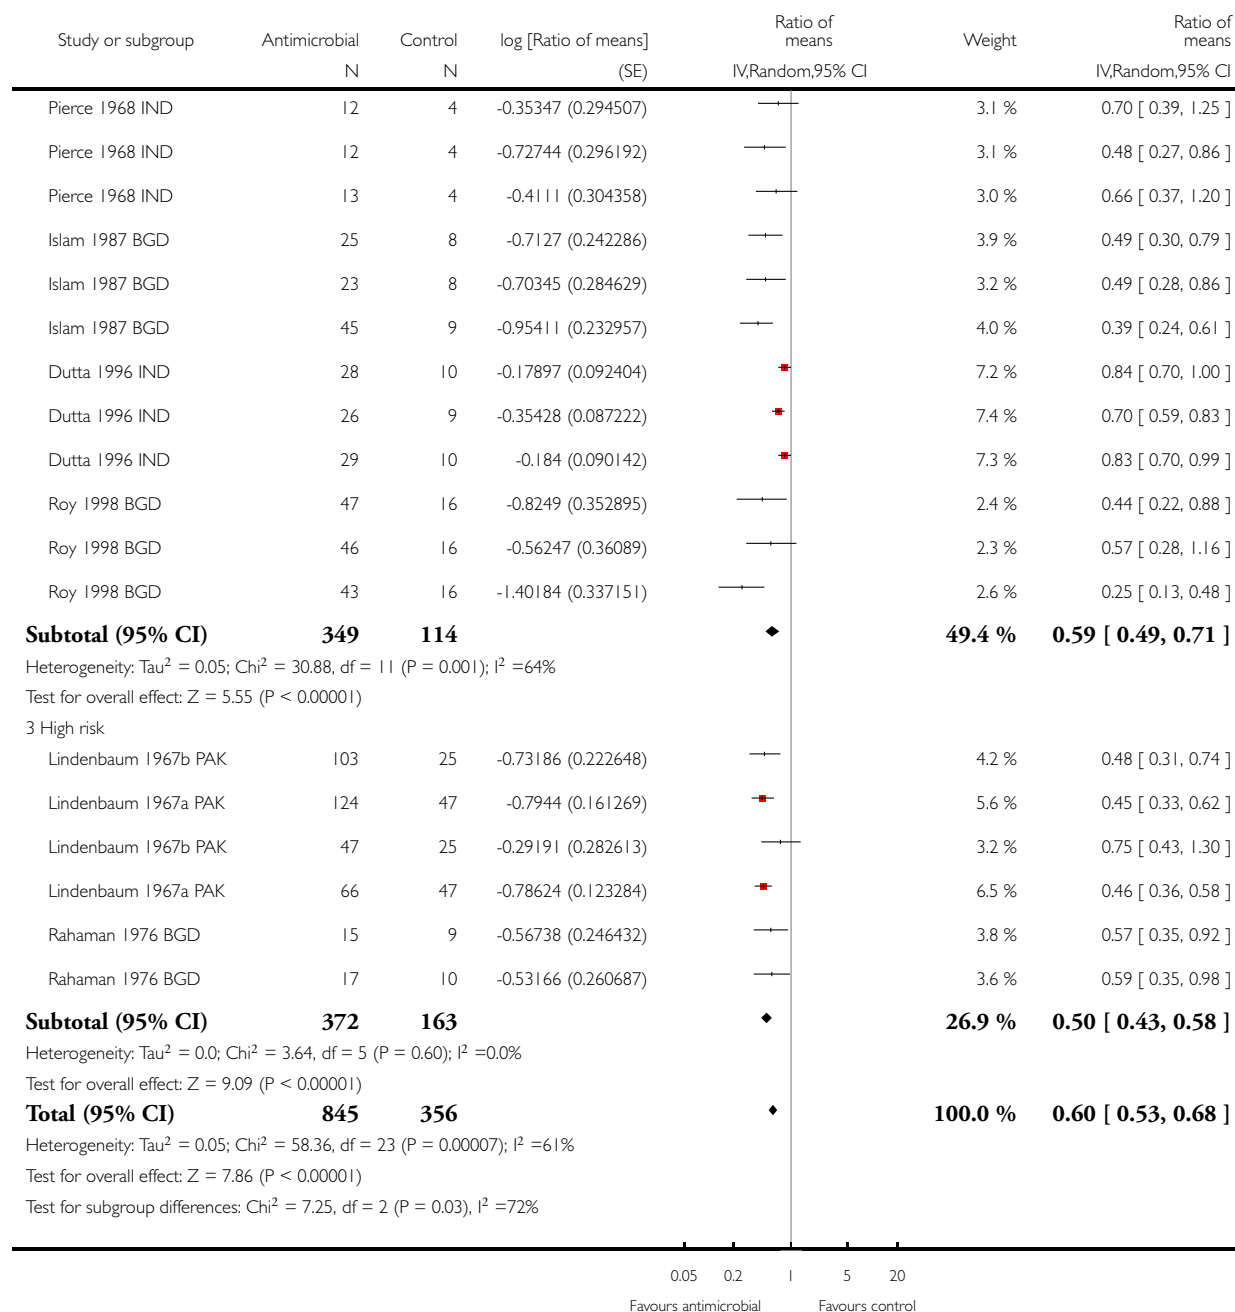 Study or subgroup Antimicrobial Control log [Ratio of means] Ratio of means Weight Ratio of means
N N (SE) IV,Random,95% CI IV,Random,95% CI
Pierce 1968 IND 12 4 -0.35347 (0.294507) 3.1 % 0.70 [ 0.39, 1.25 ]
Pierce 1968 IND 12 4 -0.72744 (0.296192) 3.1 % 0.48 [ 0.27, 0.86 ]
Pierce 1968 IND 13 4 -0.4111 (0.304358) 3.0 % 0.66 [ 0.37, 1.20 ]
Islam 1987 BGD 25 8 -0.7127 (0.242286) 3.9 % 0.49 [ 0.30, 0.79 ]
Islam 1987 BGD 23 8 -0.70345 (0.284629) 3.2 % 0.49 [ 0.28, 0.86 ]
Islam 1987 BGD 45 9 -0.95411 (0.232957) 4.0 % 0.39 [ 0.24, 0.61 ]
Dutta 1996 IND 28 10 -0.17897 (0.092404) 7.2 % 0.84 [ 0.70, 1.00 ]
Dutta 1996 IND 26 9 -0.35428 (0.087222) 7.4 % 0.70 [ 0.59, 0.83 ]
Dutta 1996 IND 29 10 -0.184 (0.090142) 7.3 % 0.83 [ 0.70, 0.99 ]
Roy 1998 BGD 47 16 -0.8249 (0.352895) 2.4 % 0.44 [ 0.22, 0.88 ]
Roy 1998 BGD 46 16 -0.56247 (0.36089) 2.3 % 0.57 [ 0.28, 1.16 ]
Roy 1998 BGD 43 16 -1.40184 (0.337151) 2.6 % 0.25 [ 0.13, 0.48 ]
Subtotal (95% CI) 349 114 49.4 % 0.59 [ 0.49, 0.71 ]
Heterogeneity: Tau² = 0.05; Chi² = 30.88, df = 11 (P = 0.001); I² =64%
Test for overall effect: Z = 5.55 (P < 0.00001)
3 High risk
Lindenbaum 1967b PAK 103 25 -0.73186 (0.222648) 4.2 % 0.48 [ 0.31, 0.74 ]
Lindenbaum 1967a PAK 124 47 -0.7944 (0.161269) 5.6 % 0.45 [ 0.33, 0.62 ]
Lindenbaum 1967b PAK 47 25 -0.29191 (0.282613) 3.2 % 0.75 [ 0.43, 1.30 ]
Lindenbaum 1967a PAK 66 47 -0.78624 (0.123284) 6.5 % 0.46 [ 0.36, 0.58 ]
Rahaman 1976 BGD 15 9 -0.56738 (0.246432) 3.8 % 0.57 [ 0.35, 0.92 ]
Rahaman 1976 BGD 17 10 -0.53166 (0.260687) 3.6 % 0.59 [ 0.35, 0.98 ]
Subtotal (95% CI) 372 163 26.9 % 0.50 [ 0.43, 0.58 ]
Heterogeneity: Tau² = 0.0; Chi² = 3.64, df = 5 (P = 0.60); I² =0.0%
Test for overall effect: Z = 9.09 (P < 0.00001)
Total (95% CI) 845 356 100.0 % 0.60 [ 0.53, 0.68 ]
Heterogeneity: Tau² = 0.05; Chi² = 58.36, df = 23 (P = 0.00007); I² =61%
Test for overall effect: Z = 7.86 (P < 0.00001)
Test for subgroup differences: Chi² = 7.25, df = 2 (P = 0.03), I² =72%
0.05 0.2 1 5 20
Favours antimicrobial Favours control